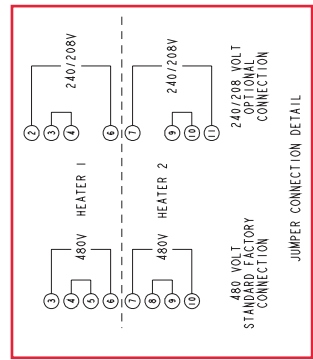 2
3 3
4 4
480V HEATER 1 240/208V
5
6 6
7 7
8
480V HEATER 2 240/208V
9 9
10 10
11
480 VOLT
STANDARD FACTORY
CONNECTION
240/208 VOLT
OPTIONAL
CONNECTION
JUMPER CONNECTION DETAIL